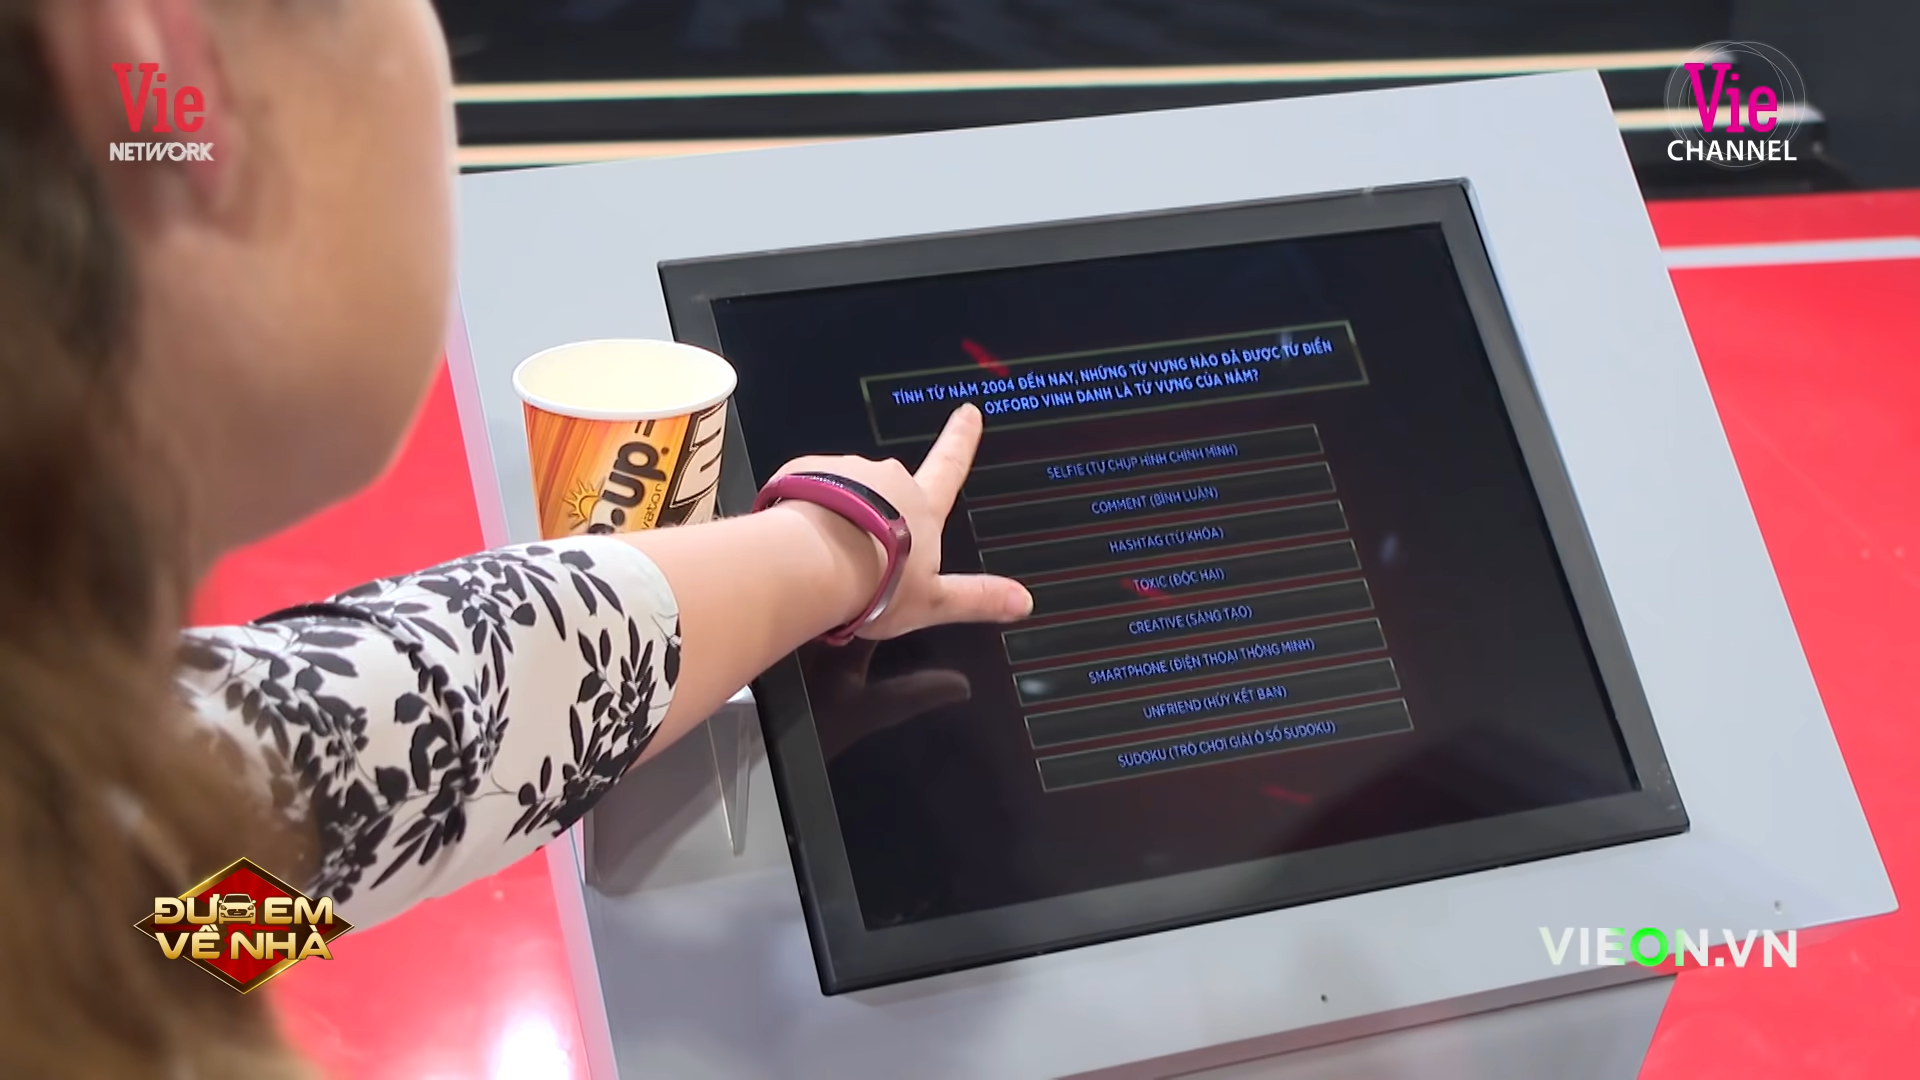 Vie
NETWORK
Vie
CHANNEL
TÍNH TỪ NĂM 2004 ĐẾN NAY, NHỮNG TỪ VỰNG NÀO ĐÃ ĐƯỢC TỪ ĐIỂN
OXFORD VINH DANH LÀ TỪ VỰNG CỦA NĂM?
SELFIE (TỰ CHỤP HÌNH CHÍNH MÌNH)
COMMENT (BÌNH LUẬN)
HASHTAG (TỪ KHÓA)
TOXIC (ĐỘC HẠI)
CREATIVE (SÁNG TẠO)
SMARTPHONE (ĐIỆN THOẠI THÔNG MINH)
UNFRIEND (HỦY KẾT BẠN)
SUDOKU (TRÒ CHƠI GIẢI Ô SỐ SUDOKU)
up
ĐƯA EM
VỀ NHÀ
VIEON.VN